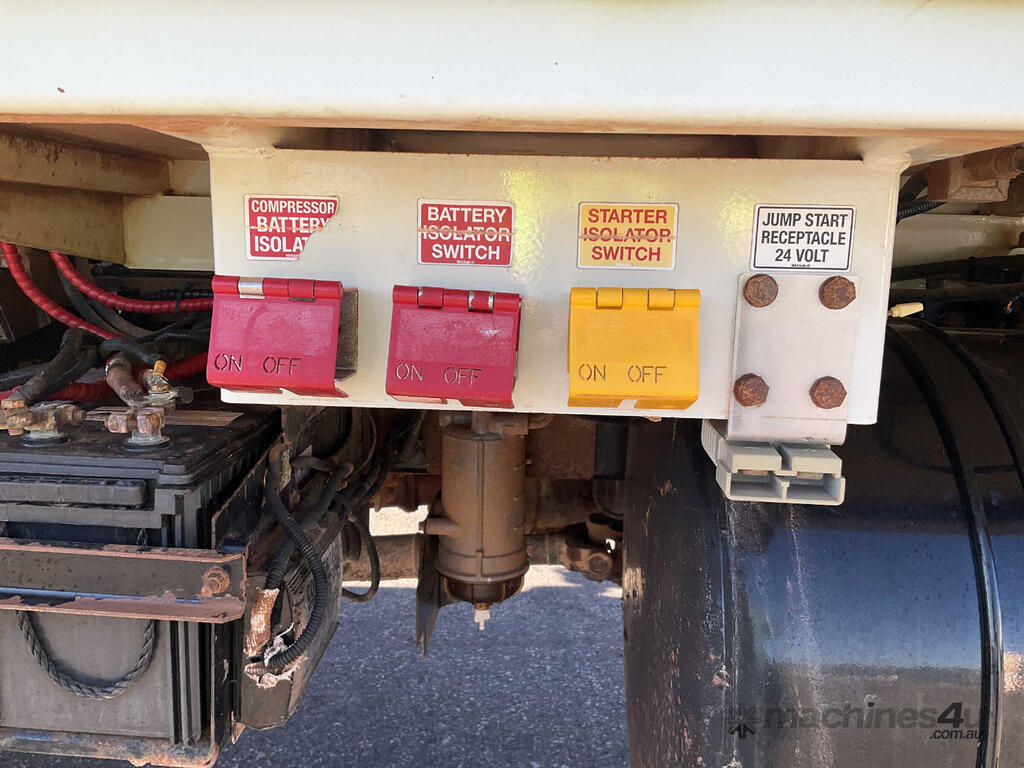 COMPRESSOR
BATTERY
ISOLAT
BATTERY
ISOLATOR
SWITCH
STARTER
ISOLATOR
SWITCH
JUMP START
RECEPTACLE
24 VOLT
ON OFF
ON OFF
ON OFF
machines4u
.com.au